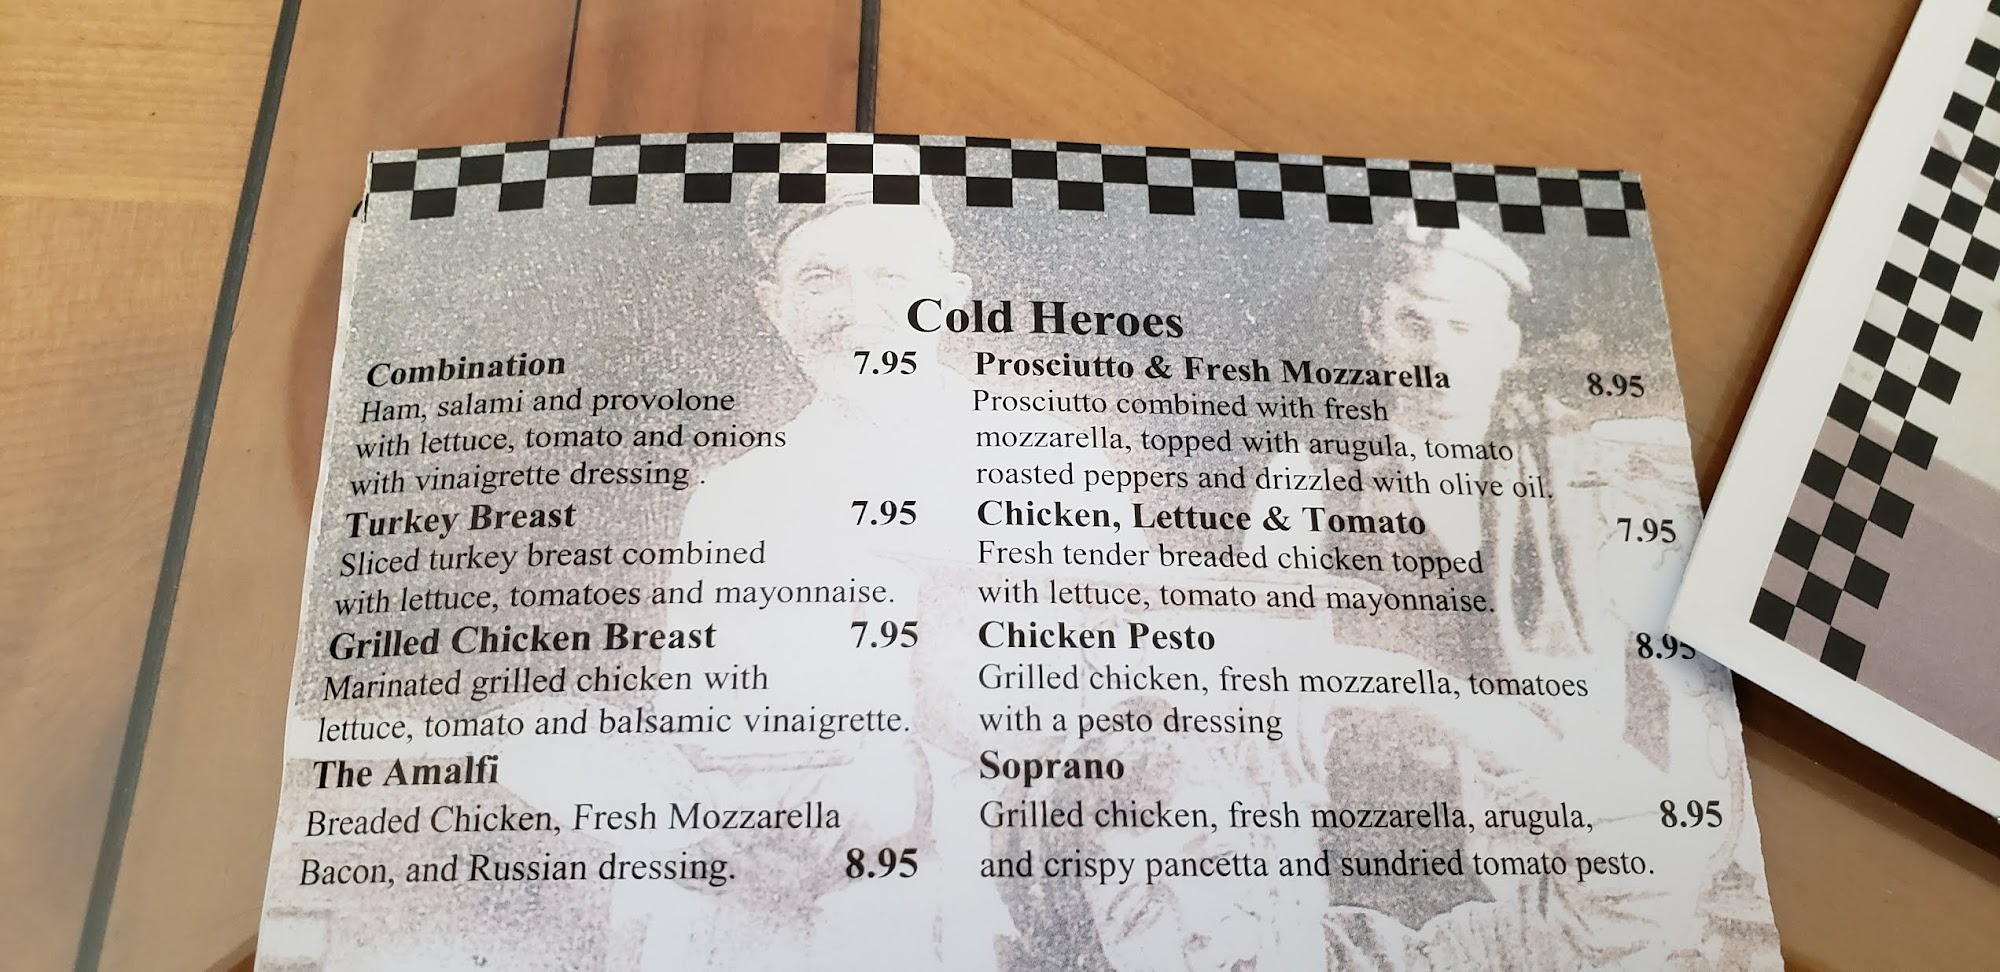 Cold Heroes
Combination 7.95
Ham, salami and provolone
with lettuce, tomato and onions
with vinaigrette dressing .
Turkey Breast 7.95
Sliced turkey breast combined
with lettuce, tomatoes and mayonnaise.
Grilled Chicken Breast 7.95
Marinated grilled chicken with
lettuce, tomato and balsamic vinaigrette.
The Amalfi
Breaded Chicken, Fresh Mozzarella
Bacon, and Russian dressing. 8.95
Prosciutto & Fresh Mozzarella 8.95
Prosciutto combined with fresh
mozzarella, topped with arugula, tomato
roasted peppers and drizzled with olive oil.
Chicken, Lettuce & Tomato 7.95
Fresh tender breaded chicken topped
with lettuce, tomato and mayonnaise.
Chicken Pesto 8.95
Grilled chicken, fresh mozzarella, tomatoes
with a pesto dressing
Soprano
Grilled chicken, fresh mozzarella, arugula, 8.95
and crispy pancetta and sundried tomato pesto.